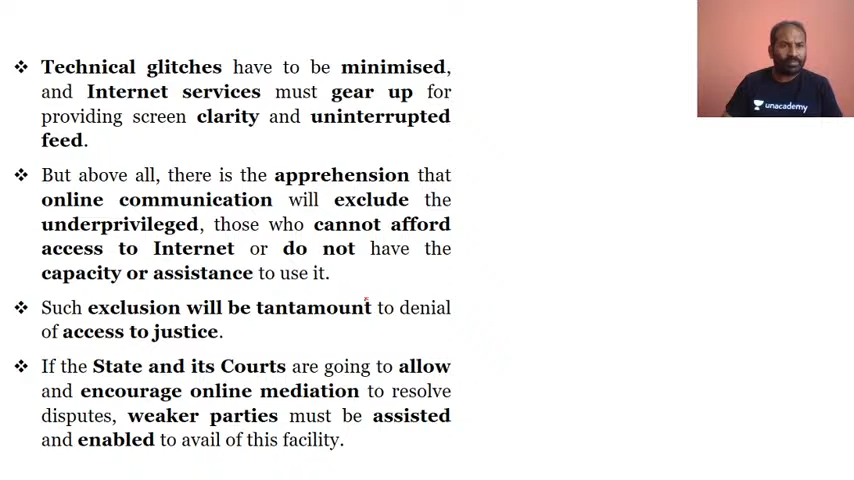 ❖ Technical glitches have to be minimised,
and Internet services must gear up for
providing screen clarity and uninterrupted
feed.
❖ But above all, there is the apprehension that
online communication will exclude the
underprivileged, those who cannot afford
access to Internet or do not have the
capacity or assistance to use it.
❖ Such exclusion will be tantamount to denial
of access to justice.
❖ If the State and its Courts are going to allow
and encourage online mediation to resolve
disputes, weaker parties must be assisted
and enabled to avail of this facility.
unacademy